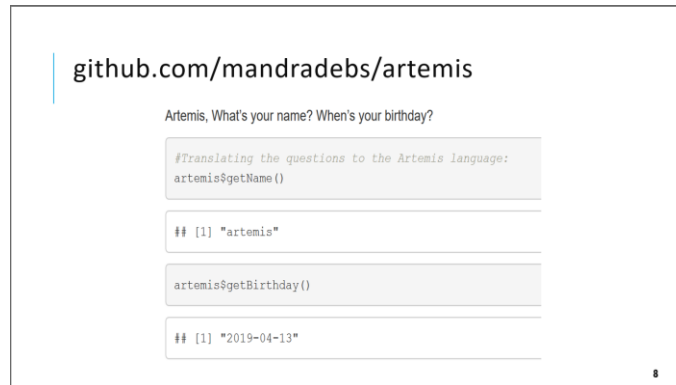 github.com/mandradebs/artemis
Artemis, What's your name? When's your birthday?
#Translating the questions to the Artemis language:
artemis$getName()
## [1] "artemis"
artemis$getBirthday()
## [1] "2019-04-13"
8